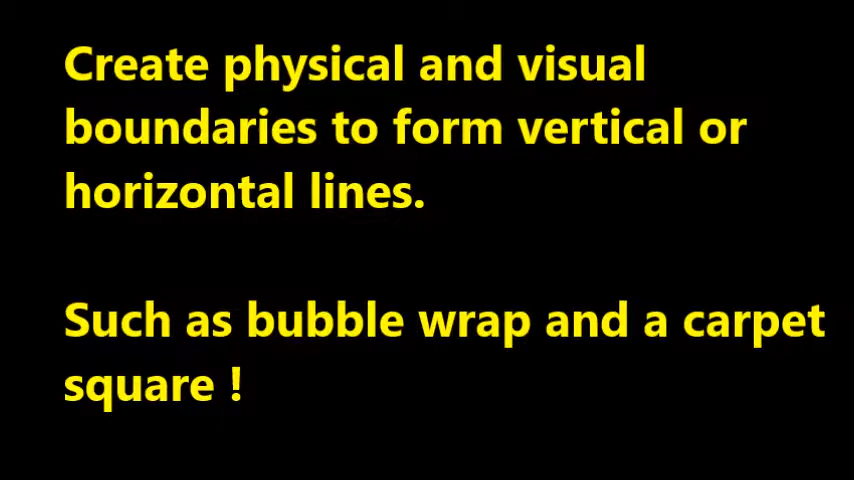 Create physical and visual
boundaries to form vertical or
horizontal lines.
Such as bubble wrap and a carpet
square !